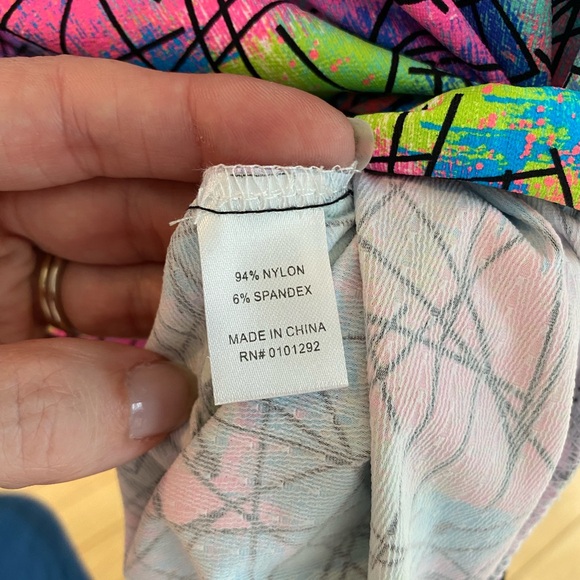 94% NYLON
6% SPANDEX
MADE IN CHINA
RN# 0101292